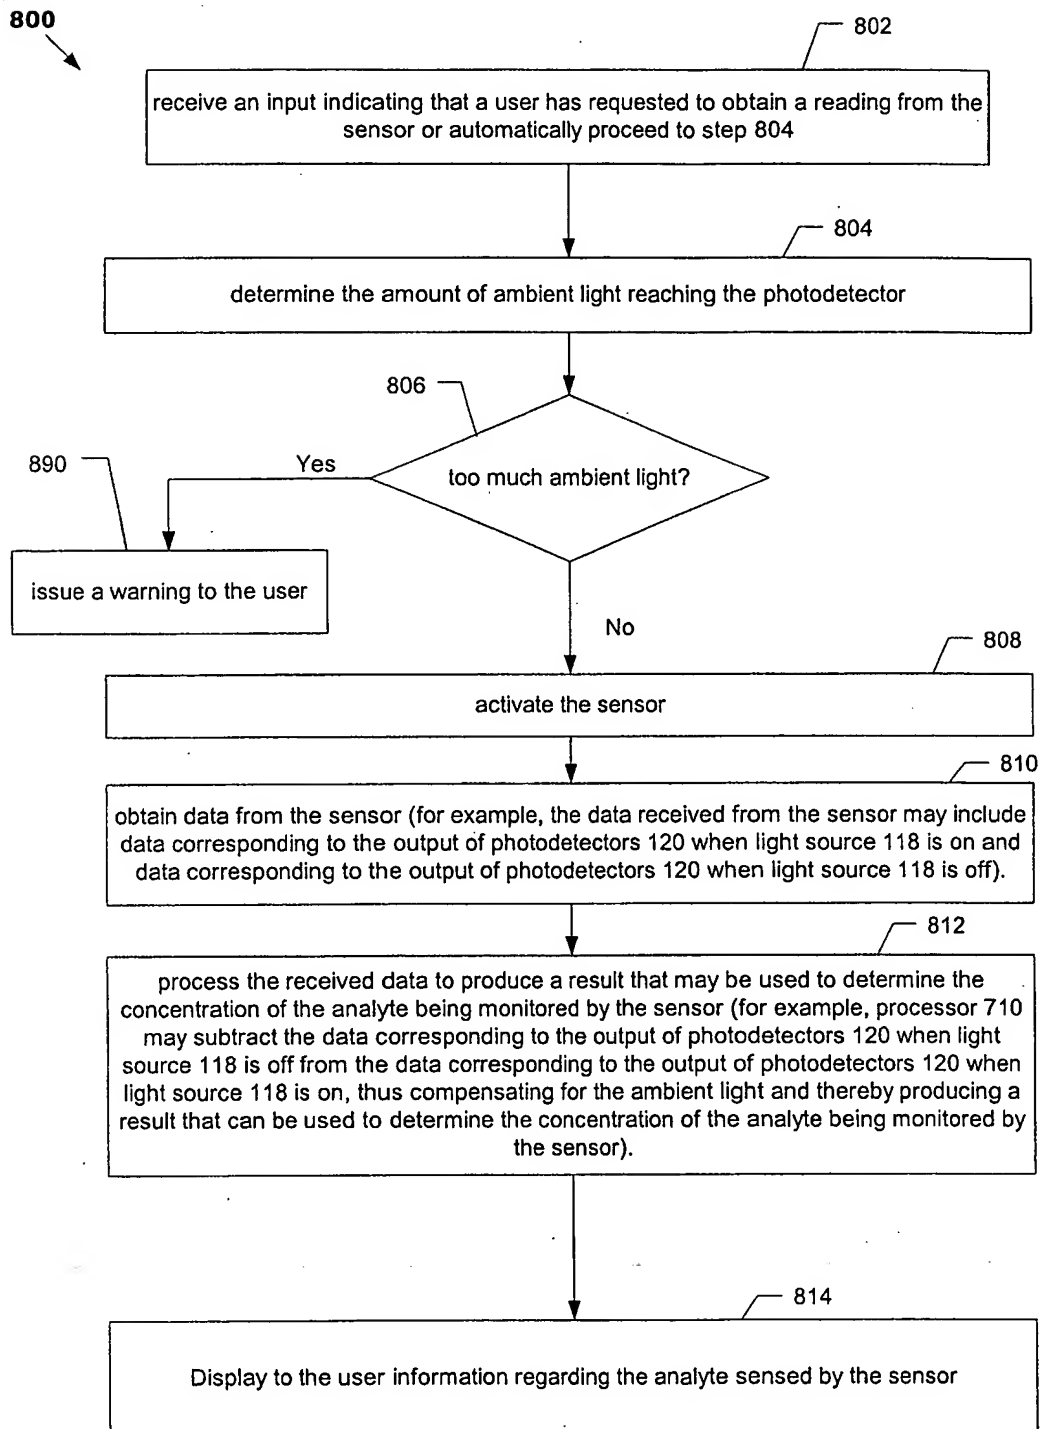 800
802
receive an input indicating that a user has requested to obtain a reading from the
sensor or automatically proceed to step 804
804
determine the amount of ambient light reaching the photodetector
806
too much ambient light?
Yes
890
issue a warning to the user
No
808
activate the sensor
810
obtain data from the sensor (for example, the data received from the sensor may include
data corresponding to the output of photodetectors 120 when light source 118 is on and
data corresponding to the output of photodetectors 120 when light source 118 is off).
812
process the received data to produce a result that may be used to determine the
concentration of the analyte being monitored by the sensor (for example, processor 710
may subtract the data corresponding to the output of photodetectors 120 when light
source 118 is off from the data corresponding to the output of photodetectors 120 when
light source 118 is on, thus compensating for the ambient light and thereby producing a
result that can be used to determine the concentration of the analyte being monitored by
the sensor).
814
Display to the user information regarding the analyte sensed by the sensor